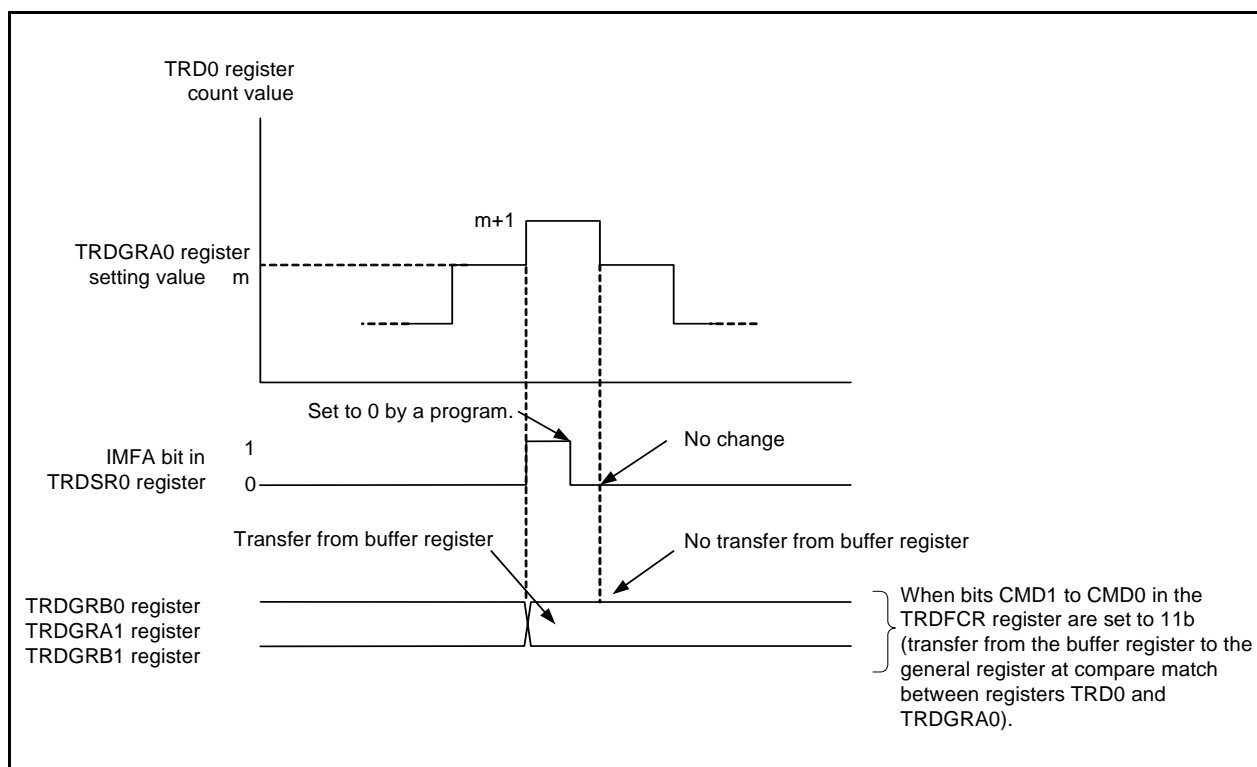 TRD0 register
count value
m+1
TRDGRA0 register
setting value m
Set to 0 by a program.
No change
IMFA bit in
TRDSR0 register
1
0
Transfer from buffer register
No transfer from buffer register
TRDGRB0 register
TRDGRA1 register
TRDGRB1 register
When bits CMD1 to CMD0 in the
TRDFCR register are set to 11b
(transfer from the buffer register to the
general register at compare match
between registers TRD0 and
TRDGRA0).